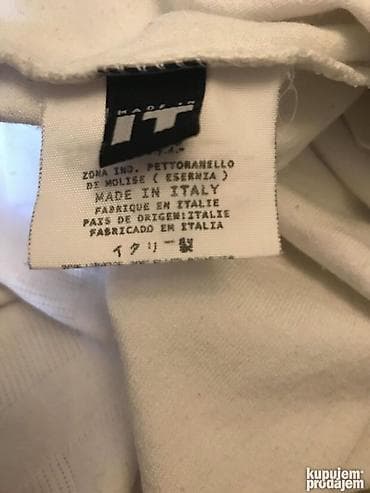 MADE IN
IT
ZONA IND. PETTORANELLO
DI MOLISE ( ESERNIA )
MADE IN ITALY
FABRIQUE EN ITALIE
PAIS DE ORIGEN:ITALIE
FABRICADO EM ITALIA
イタリー製
kupujem
prodajem